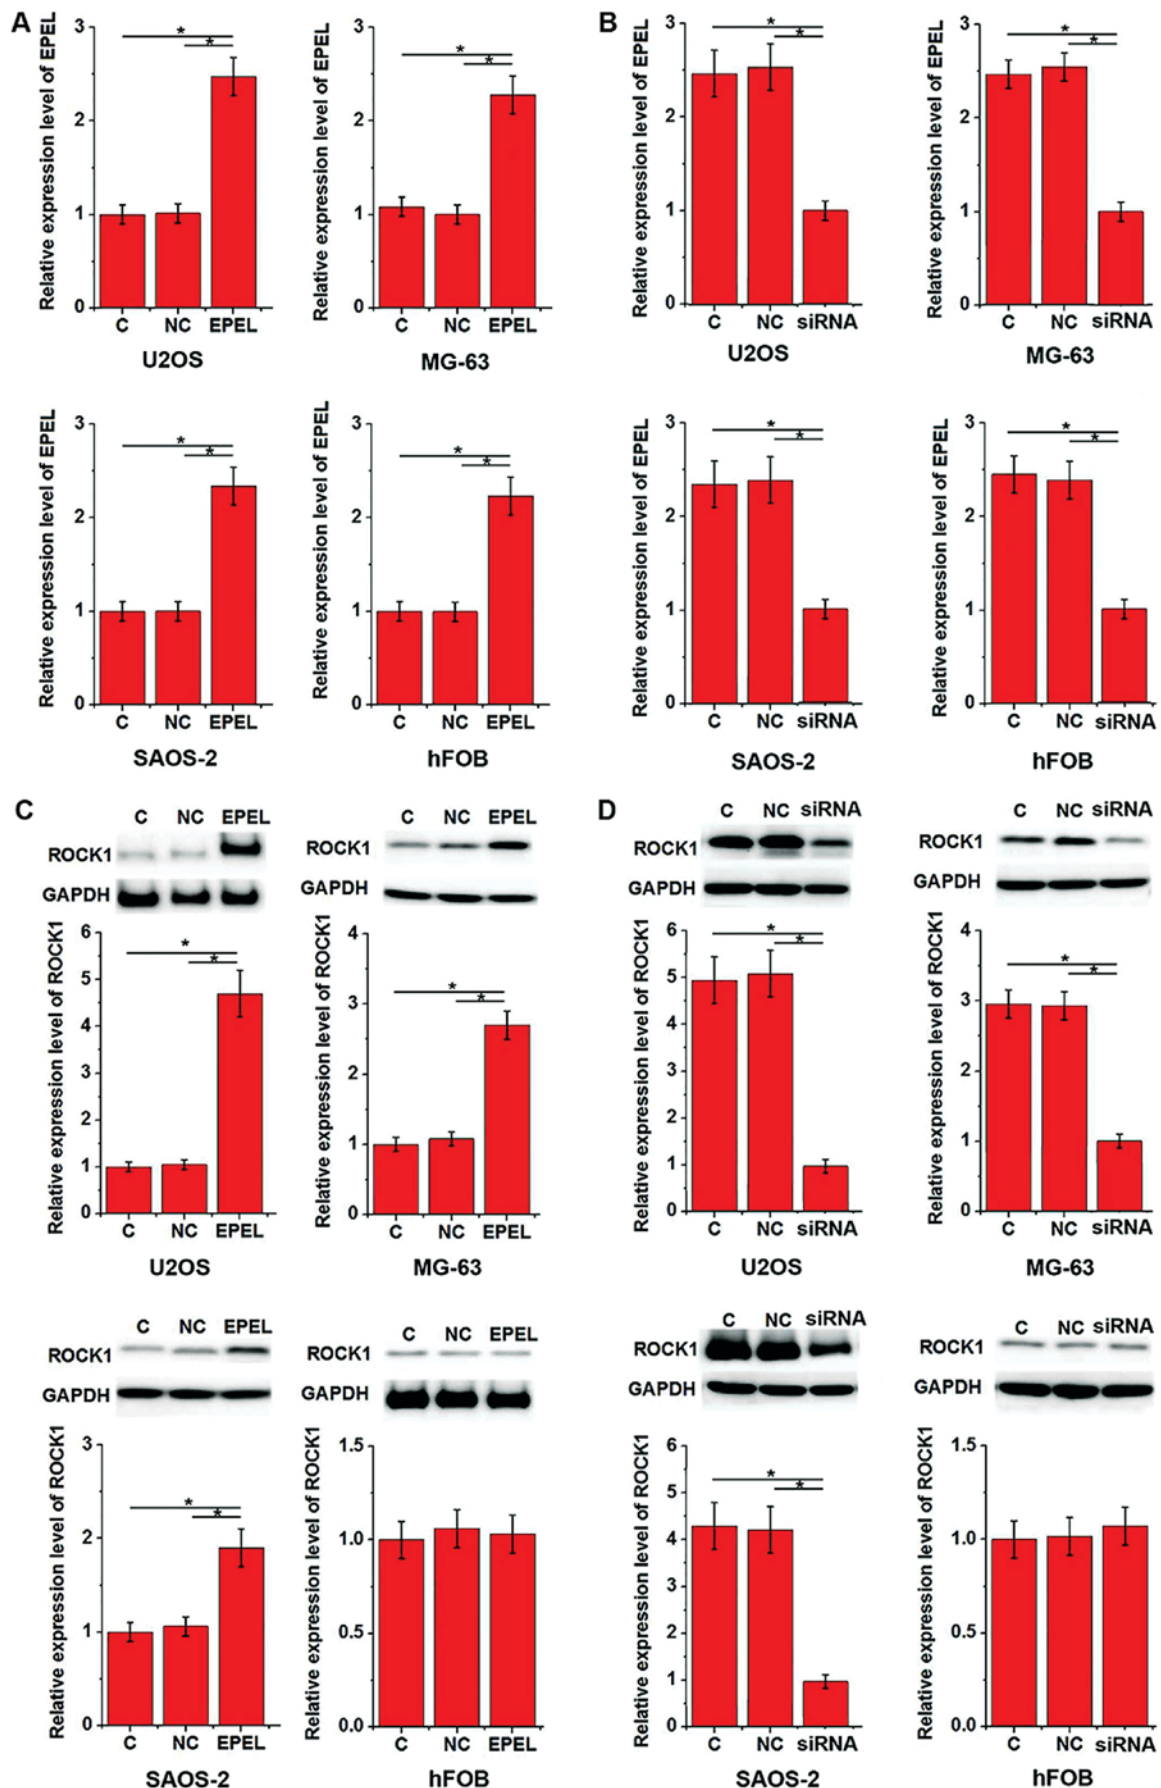 A
Relative expression level of EPEL
3
2
1
0
*
*
C NC EPEL
U2OS
Relative expression level of EPEL
3
2
1
0
*
*
C NC EPEL
MG-63
Relative expression level of EPEL
3
2
1
0
*
*
C NC EPEL
SAOS-2
Relative expression level of EPEL
3
2
1
0
*
*
C NC EPEL
hFOB
B
Relative expression level of EPEL
3
2
1
0
*
*
C NC siRNA
U2OS
Relative expression level of EPEL
3
2
1
0
*
*
C NC siRNA
MG-63
Relative expression level of EPEL
3
2
1
0
*
*
C NC siRNA
SAOS-2
Relative expression level of EPEL
3
2
1
0
*
*
C NC siRNA
hFOB
C
C NC EPEL
ROCK1
GAPDH
Relative expression level of ROCK1
6
5
4
3
2
1
0
*
*
C NC EPEL
U2OS
C NC EPEL
ROCK1
GAPDH
Relative expression level of ROCK1
4
3
2
1
0
*
*
C NC EPEL
MG-63
C NC EPEL
ROCK1
GAPDH
Relative expression level of ROCK1
3
2
1
0
*
*
C NC EPEL
SAOS-2
C NC EPEL
ROCK1
GAPDH
Relative expression level of ROCK1
1.5
1.0
0.5
0.0
C NC EPEL
hFOB
D
C NC siRNA
ROCK1
GAPDH
Relative expression level of ROCK1
6
5
4
3
2
1
0
*
*
C NC siRNA
U2OS
C NC siRNA
ROCK1
GAPDH
Relative expression level of ROCK1
4
3
2
1
0
*
*
C NC siRNA
MG-63
C NC siRNA
ROCK1
GAPDH
Relative expression level of ROCK1
6
5
4
3
2
1
0
*
*
C NC siRNA
SAOS-2
C NC siRNA
ROCK1
GAPDH
Relative expression level of ROCK1
1.5
1.0
0.5
0.0
C NC siRNA
hFOB